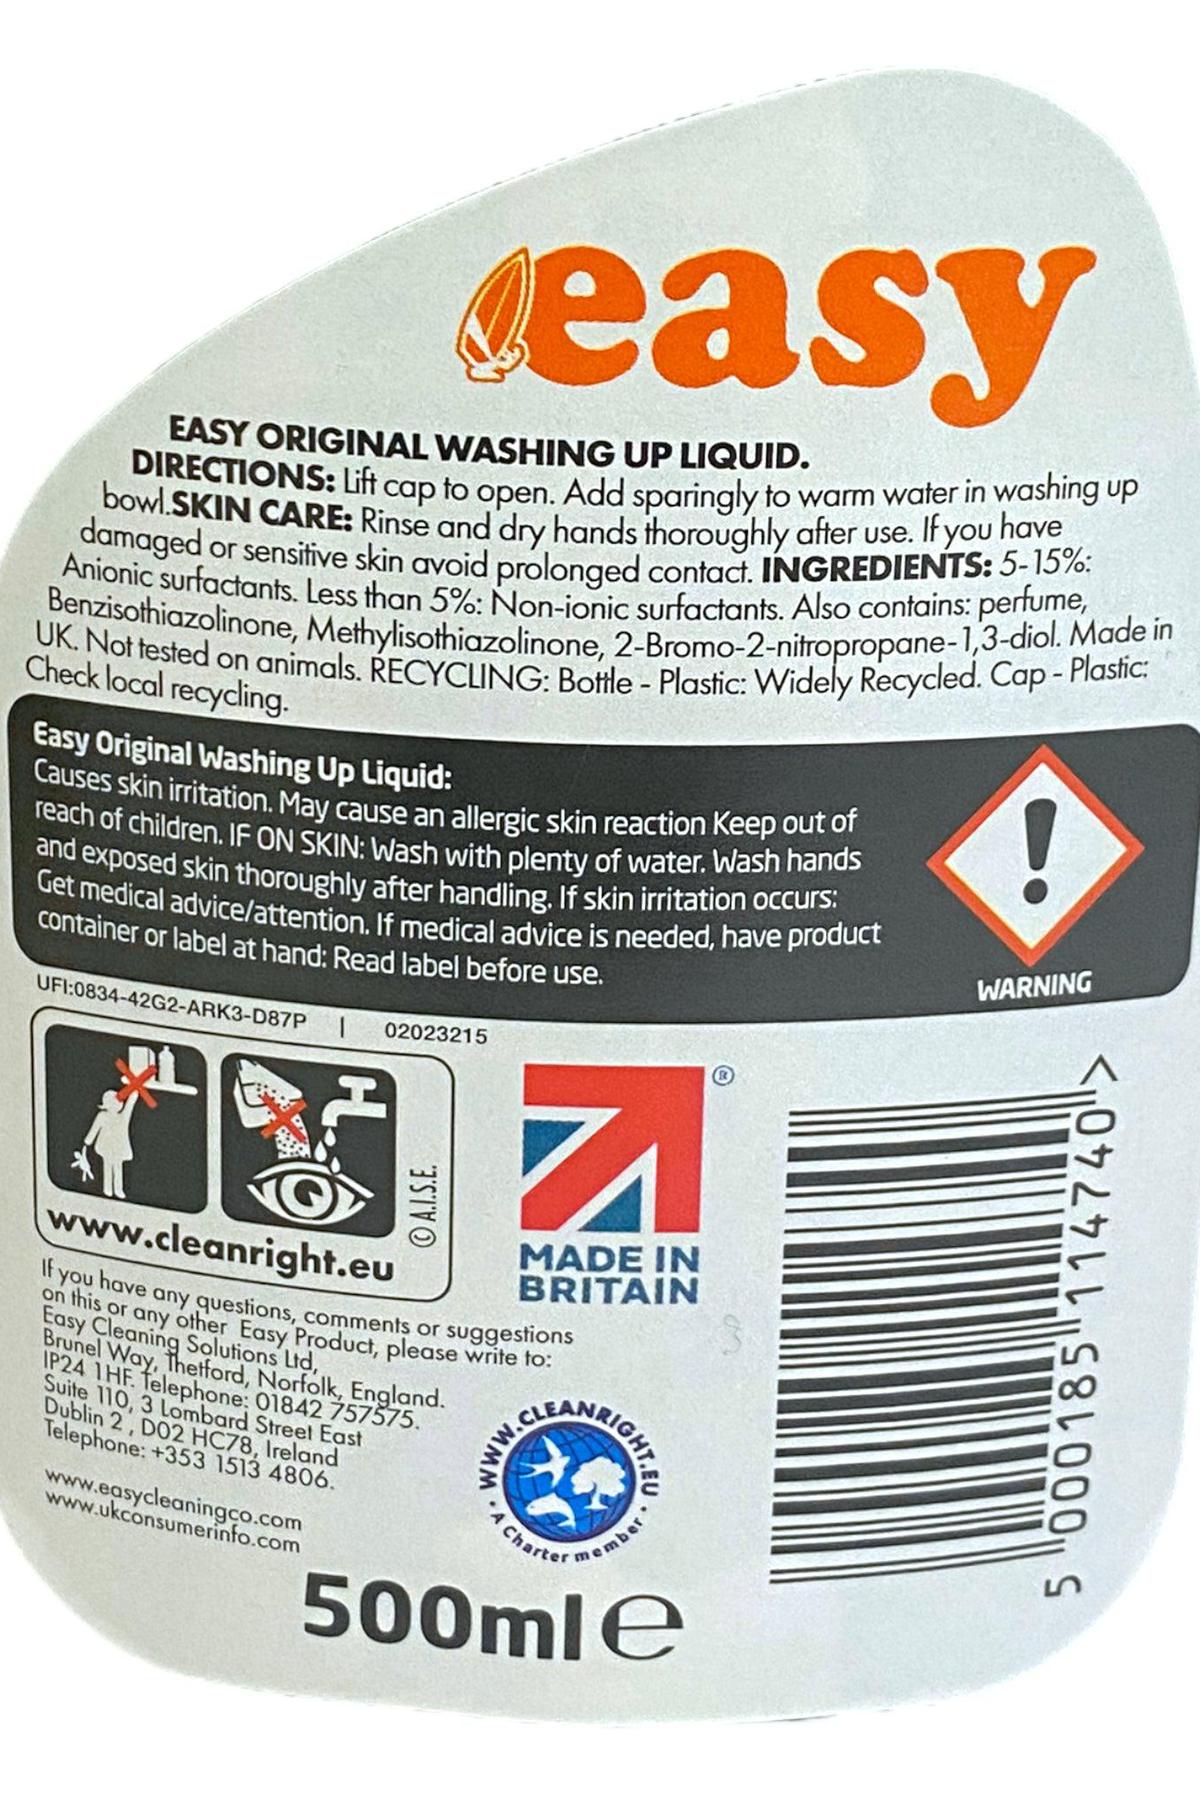 easy
EASY ORIGINAL WASHING UP LIQUID.
DIRECTIONS: Lift cap to open. Add sparingly to warm water in washing up
bowl.SKIN CARE: Rinse and dry hands thoroughly after use. If you have
damaged or sensitive skin avoid prolonged contact. INGREDIENTS: 5-15%:
Anionic surfactants. Less than 5%: Non-ionic surfactants. Also contains: perfume,
Benzisothiazolinone, Methylisothiazolinone, 2-Bromo-2-nitropropane-1,3-diol. Made in
UK. Not tested on animals. RECYCLING: Bottle - Plastic: Widely Recycled. Cap - Plastic:
Check local recycling.
Easy Original Washing Up Liquid:
Causes skin irritation. May cause an allergic skin reaction Keep out of
reach of children. IF ON SKIN: Wash with plenty of water. Wash hands
and exposed skin thoroughly after handling. If skin irritation occurs:
Get medical advice/attention. If medical advice is needed, have product
container or label at hand: Read label before use.
WARNING
UFI:0834-42G2-ARK3-D87P | 02023215
© A.I.S.E.
www.cleanright.eu
®
MADE IN
BRITAIN
If you have any questions, comments or suggestions
on this or any other Easy Product, please write to:
Easy Cleaning Solutions Ltd,
Brunel Way, Thetford, Norfolk, England.
IP24 1HF. Telephone: 01842 757575.
Suite 110, 3 Lombard Street East
Dublin 2 , D02 HC78, Ireland
Telephone: +353 1513 4806.
www.easycleaningco.com
www.ukconsumerinfo.com
WWW.CLEANRIGHT.EU
· A Charter member ·
5 000185 114740 >
500ml e